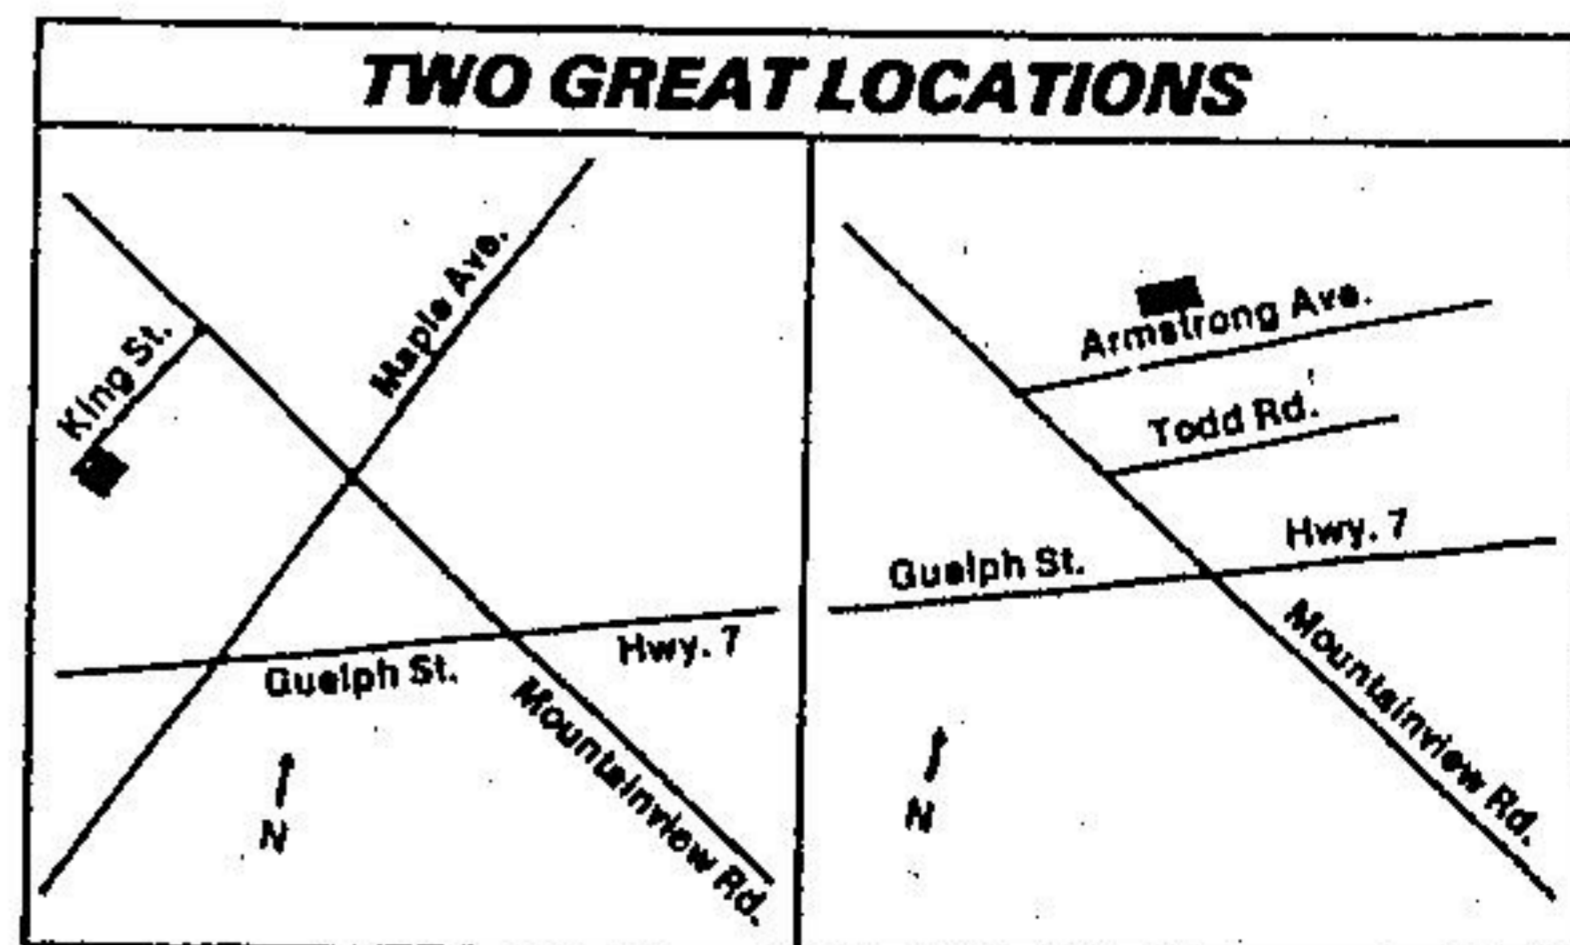 TWO GREAT LOCATIONS
King St.
Maple Ave.
Guelph St.
Hwy. 7
Mountainview Rd.
N
Armstrong Ave.
Todd Rd.
Guelph St.
Hwy. 7
Mountainview Rd.
N